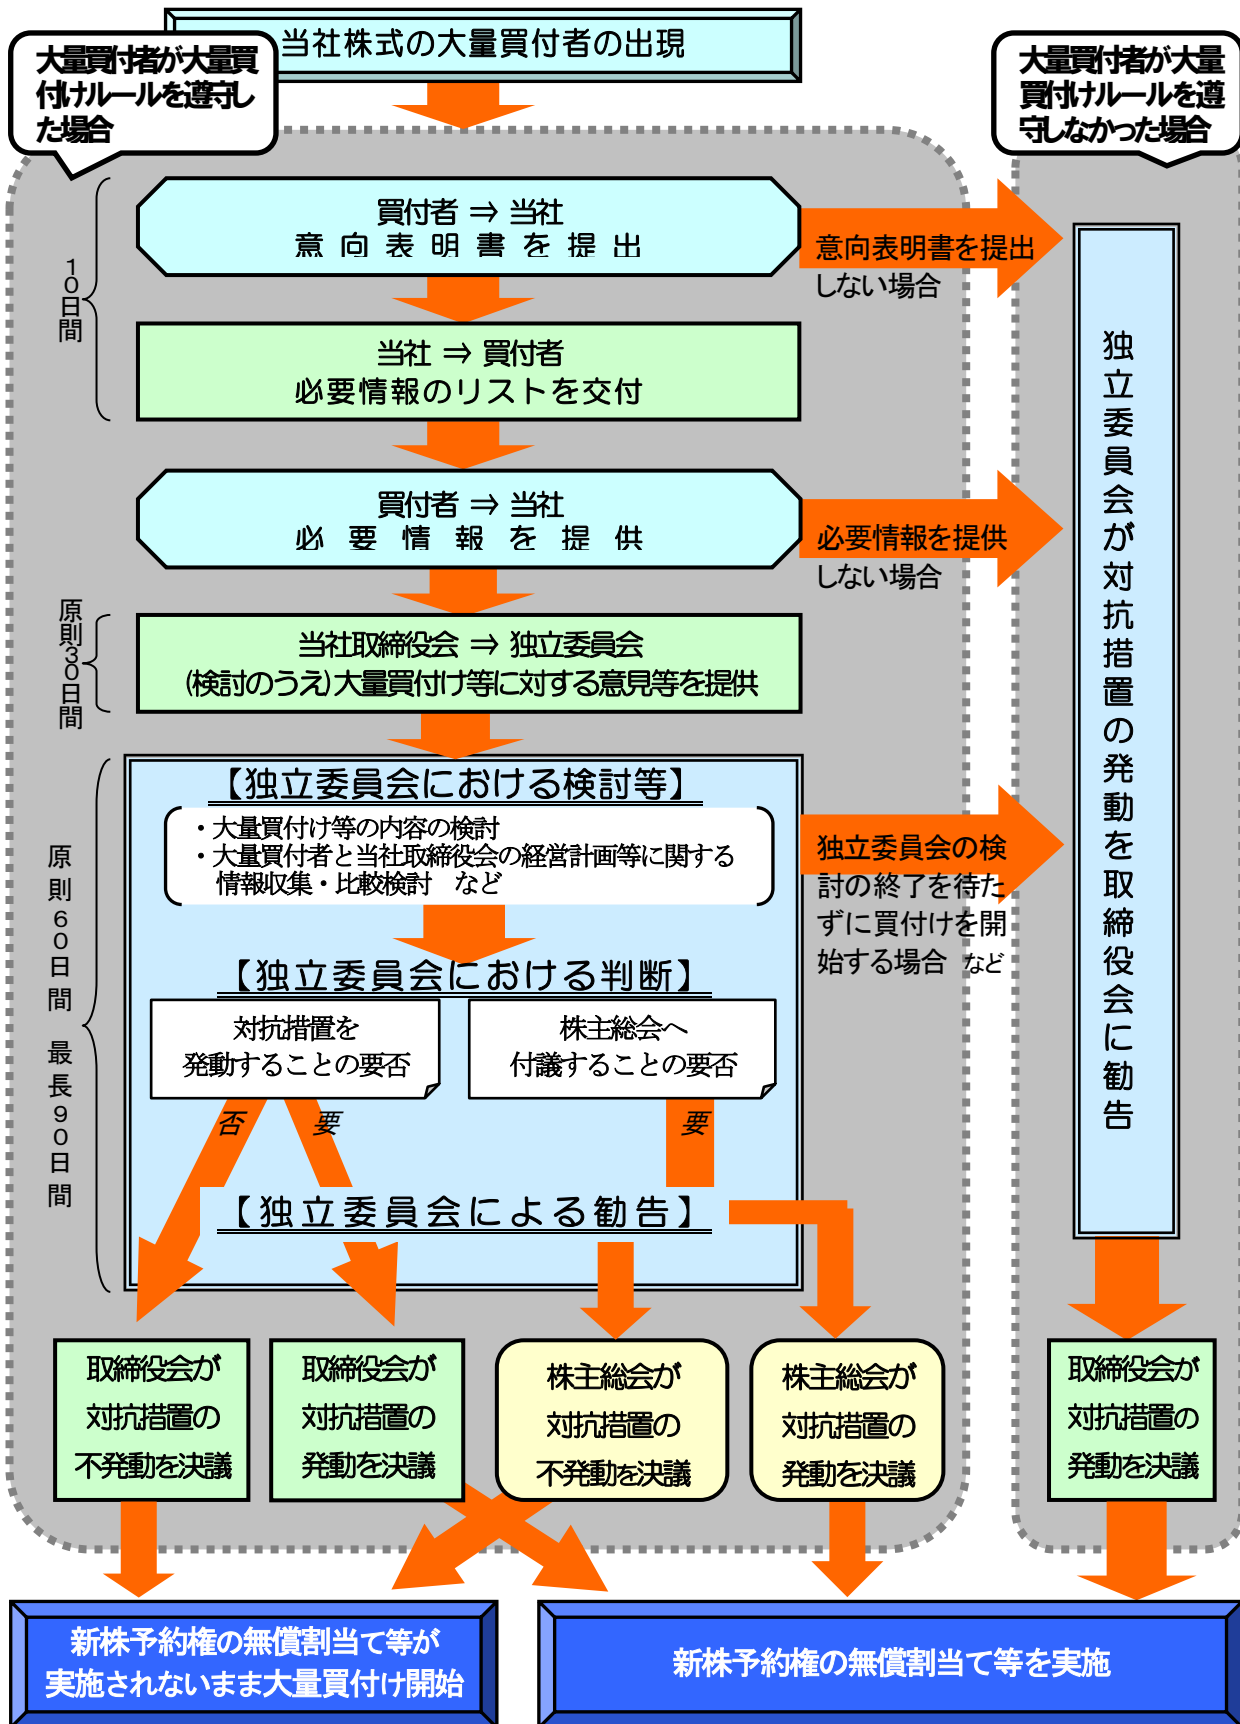 当社株式の大量買付者の出現
大量買付者が大量買
付けルールを遵守し
た場合
大量買付者が大量
買付けルールを遵
守しなかった場合
10日間
買付者 ⇒ 当社
意向表明書を提出
意向表明書を提出
しない場合
当社 ⇒ 買付者
必要情報のリストを交付
買付者 ⇒ 当社
必要情報を提供
必要情報を提供
しない場合
原則30日間
当社取締役会 ⇒ 独立委員会
(検討のうえ)大量買付け等に対する意見等を提供
原則60日間 最長90日間
【独立委員会における検討等】
・大量買付け等の内容の検討
・大量買付者と当社取締役会の経営計画等に関する
情報収集・比較検討 など
独立委員会の検
討の終了を待た
ずに買付けを開
始する場合 など
【独立委員会における判断】
対抗措置を
発動することの要否
株主総会へ
付議することの要否
否
要
要
【独立委員会による勧告】
独立委員会が対抗措置の発動を取締役会に勧告
取締役会が
対抗措置の
不発動を決議
取締役会が
対抗措置の
発動を決議
株主総会が
対抗措置の
不発動を決議
株主総会が
対抗措置の
発動を決議
取締役会が
対抗措置の
発動を決議
新株予約権の無償割当て等が
実施されないまま大量買付け開始
新株予約権の無償割当て等を実施